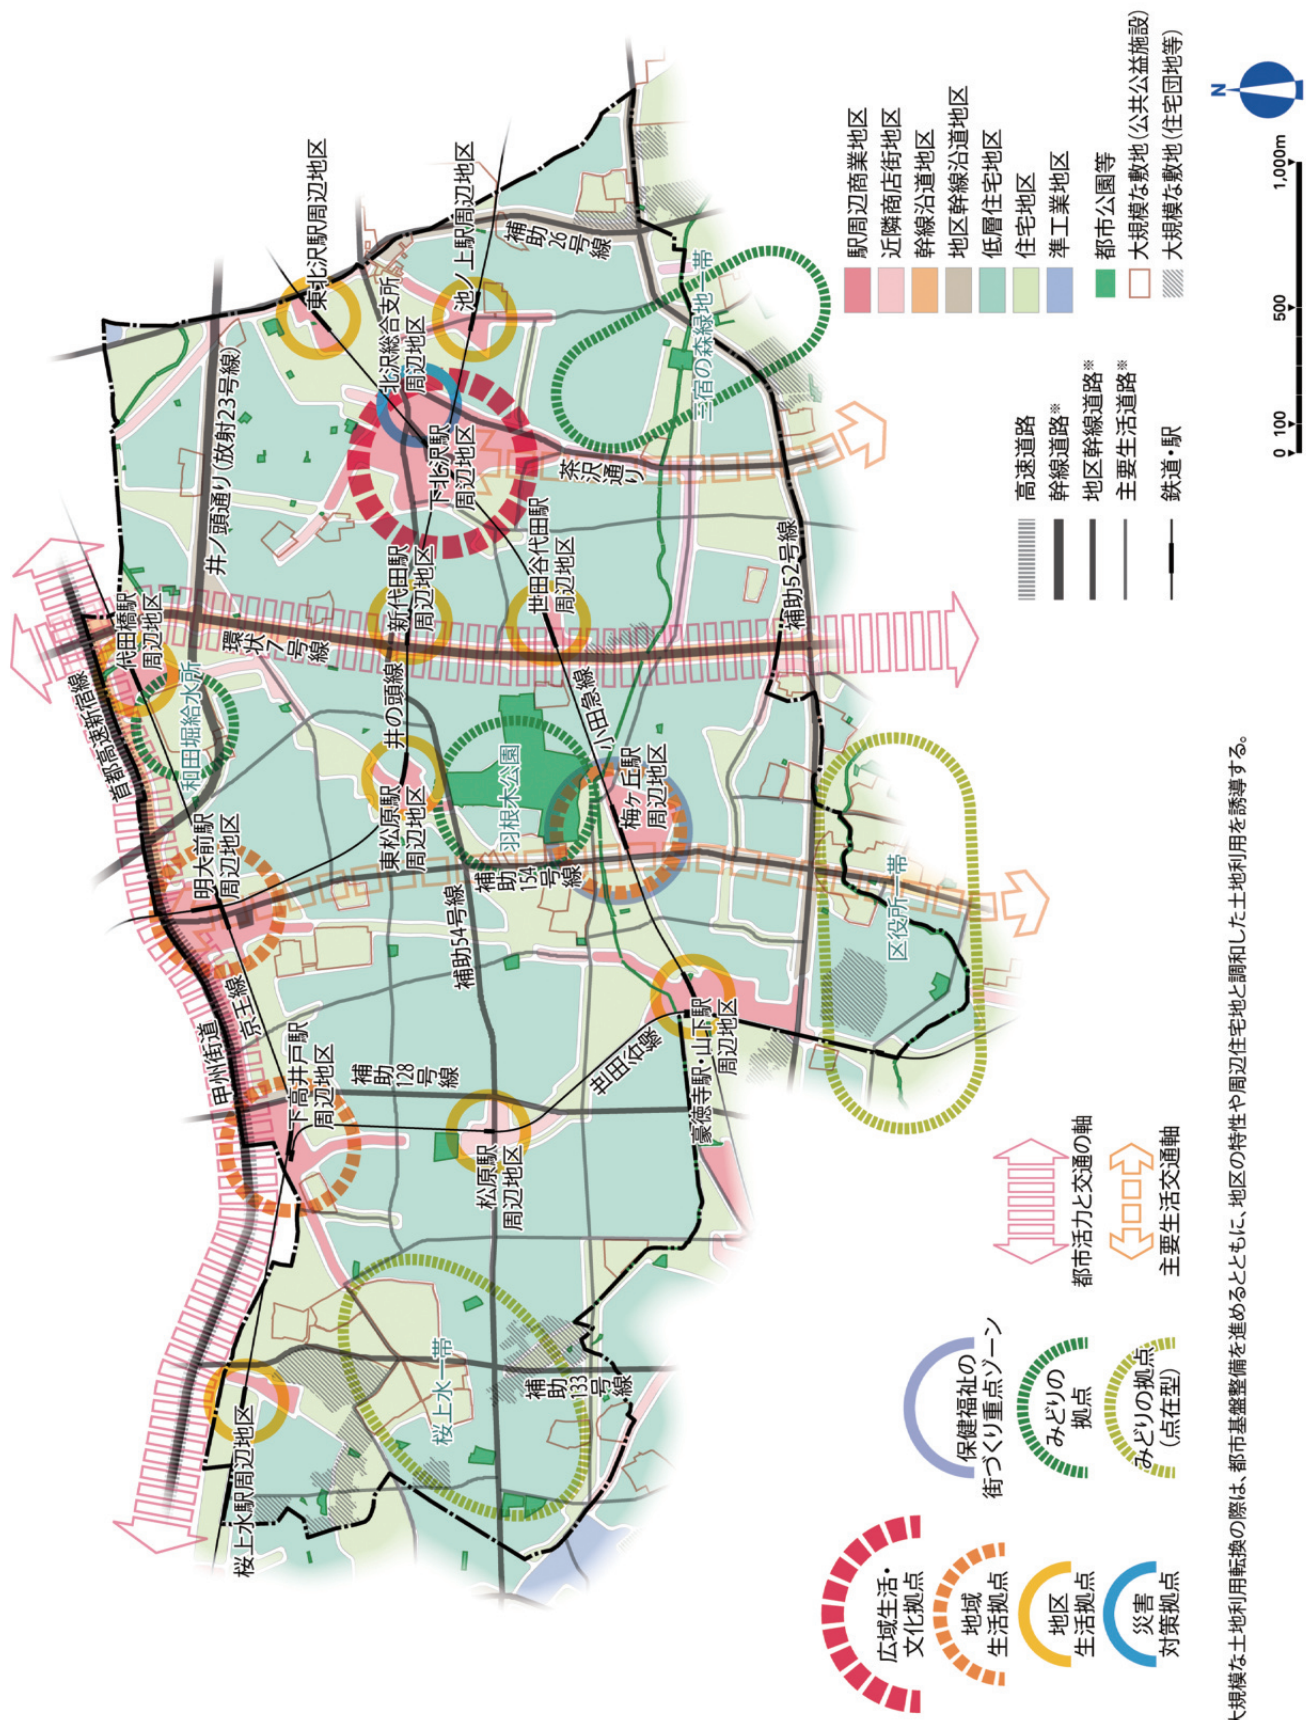 桜上水駅周辺地区
下高井戸駅
周辺地区
明大前駅
周辺地区
代田橋駅
周辺地区
首都高速新宿線
甲州街道
京王線
和田堀給水所
環状
7
号線
井ノ頭通り(放射23号線)
東北沢駅周辺地区
北沢総合支所
周辺地区
池ノ上駅周辺地区
下北沢駅
周辺地区
新代田駅
周辺地区
世田谷代田駅
周辺地区
東松原駅
周辺地区
井の頭線
羽根木公園
補助
154
号線
補助54号線
梅ヶ丘駅
周辺地区
小田急線
補助
26
号線
茶沢
通り
三宿の森緑地一帯
補助52号線
松原駅
周辺地区
補助
128
号線
世田谷線
豪徳寺駅・山下駅
周辺地区
桜上水一帯
補助
133
号線
区役所一帯
広域生活・
文化拠点
地域
生活拠点
地区
生活拠点
災害
対策拠点
保健福祉の
街づくり重点ゾーン
みどりの
拠点
みどりの拠点
(点在型)
都市活力と交通の軸
主要生活交通軸
高速道路
幹線道路※
地区幹線道路※
主要生活道路※
鉄道・駅
駅周辺商業地区
近隣商店街地区
幹線沿道地区
地区幹線沿道地区
低層住宅地区
住宅地区
準工業地区
都市公園等
大規模な敷地(公共公益施設)
大規模な敷地(住宅団地等)
N
0 100 500 1,000m
大規模な土地利用転換の際は、都市基盤整備を進めるとともに、地区の特性や周辺住宅地と調和した土地利用を誘導する。